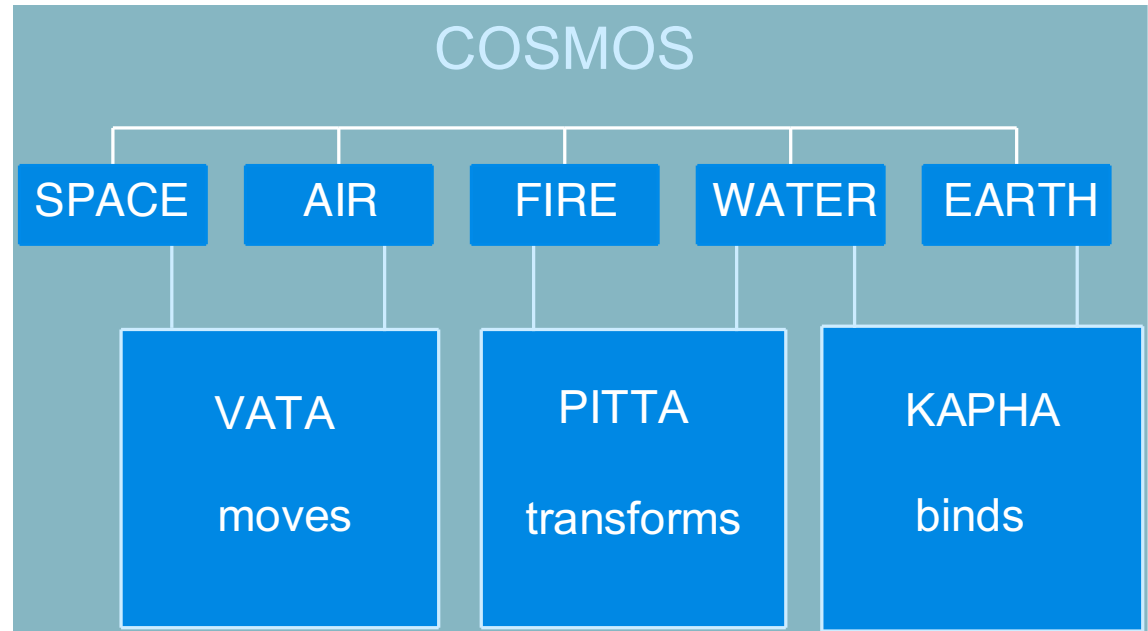 COSMOS
SPACE AIR FIRE WATER EARTH
VATA
moves
PITTA
transforms
KAPHA
binds